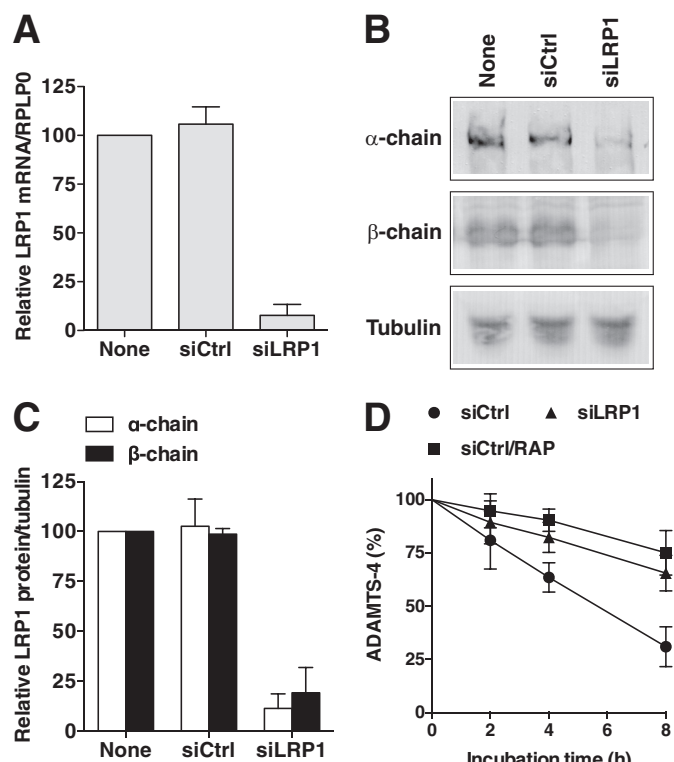 A
Relative LRP1 mRNA/RPLP0
125
100
75
50
25
0
None siCtrl siLRP1
B
None siCtrl siLRP1
α-chain
β-chain
Tubulin
C
α-chain
β-chain
Relative LRP1 protein/tubulin
125
100
75
50
25
0
None siCtrl siLRP1
D
siCtrl siLRP1
siCtrl/RAP
ADAMTS-4 (%)
100
75
50
25
0
0 2 4 6 8
Incubation time (h)